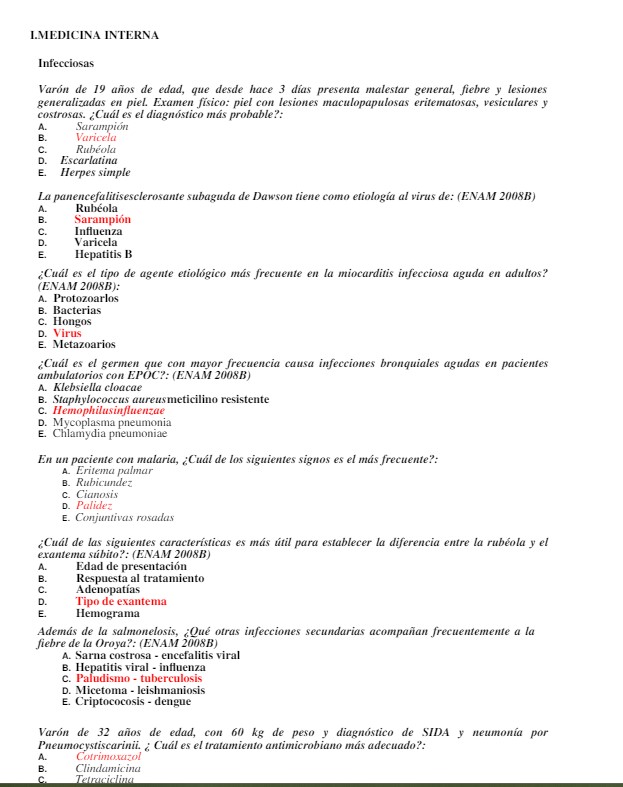 I.MEDICINA INTERNA
Infecciosas
Varón de 19 años de edad, que desde hace 3 días presenta malestar general, fiebre y lesiones
generalizadas en piel. Examen físico: piel con lesiones maculopapulosas eritematosas, vesiculares y
costrosas. ¿Cuál es el diagnóstico más probable?:
A. Sarampión
B. Varicela
C. Rubéola
D. Escarlatina
E. Herpes simple
La panencefalitisesclerosante subaguda de Dawson tiene como etiología al virus de: (ENAM 2008B)
A. Rubéola
B. Sarampión
C. Influenza
D. Varicela
E. Hepatitis B
¿Cuál es el tipo de agente etiológico más frecuente en la miocarditis infecciosa aguda en adultos?
(ENAM 2008B):
A. Protozoarlos
B. Bacterias
C. Hongos
D. Virus
E. Metazoarios
¿Cuál es el germen que con mayor frecuencia causa infecciones bronquiales agudas en pacientes
ambulatorios con EPOC?: (ENAM 2008B)
A. Klebsiella cloacae
B. Staphylococcus aureusmeticilino resistente
C. Hemophilusinfluenzae
D. Mycoplasma pneumonia
E. Chlamydia pneumoniae
En un paciente con malaria, ¿Cuál de los siguientes signos es el más frecuente?:
A. Eritema palmar
B. Rubicundez
C. Cianosis
D. Palidez
E. Conjuntivas rosadas
¿Cuál de las siguientes características es más útil para establecer la diferencia entre la rubéola y el
exantema súbito?: (ENAM 2008B)
A. Edad de presentación
B. Respuesta al tratamiento
C. Adenopatías
D. Tipo de exantema
E. Hemograma
Además de la salmonelosis, ¿Qué otras infecciones secundarias acompañan frecuentemente a la
fiebre de la Oroya?: (ENAM 2008B)
A. Sarna costrosa - encefalitis viral
B. Hepatitis viral - influenza
C. Paludismo - tuberculosis
D. Micetoma - leishmaniosis
E. Criptococosis - dengue
Varón de 32 años de edad, con 60 kg de peso y diagnóstico de SIDA y neumonía por
Pneumocystiscarinii. ¿ Cuál es el tratamiento antimicrobiano más adecuado?:
A. Cotrimoxazol
B. Clindamicina
C. Tetraciclina